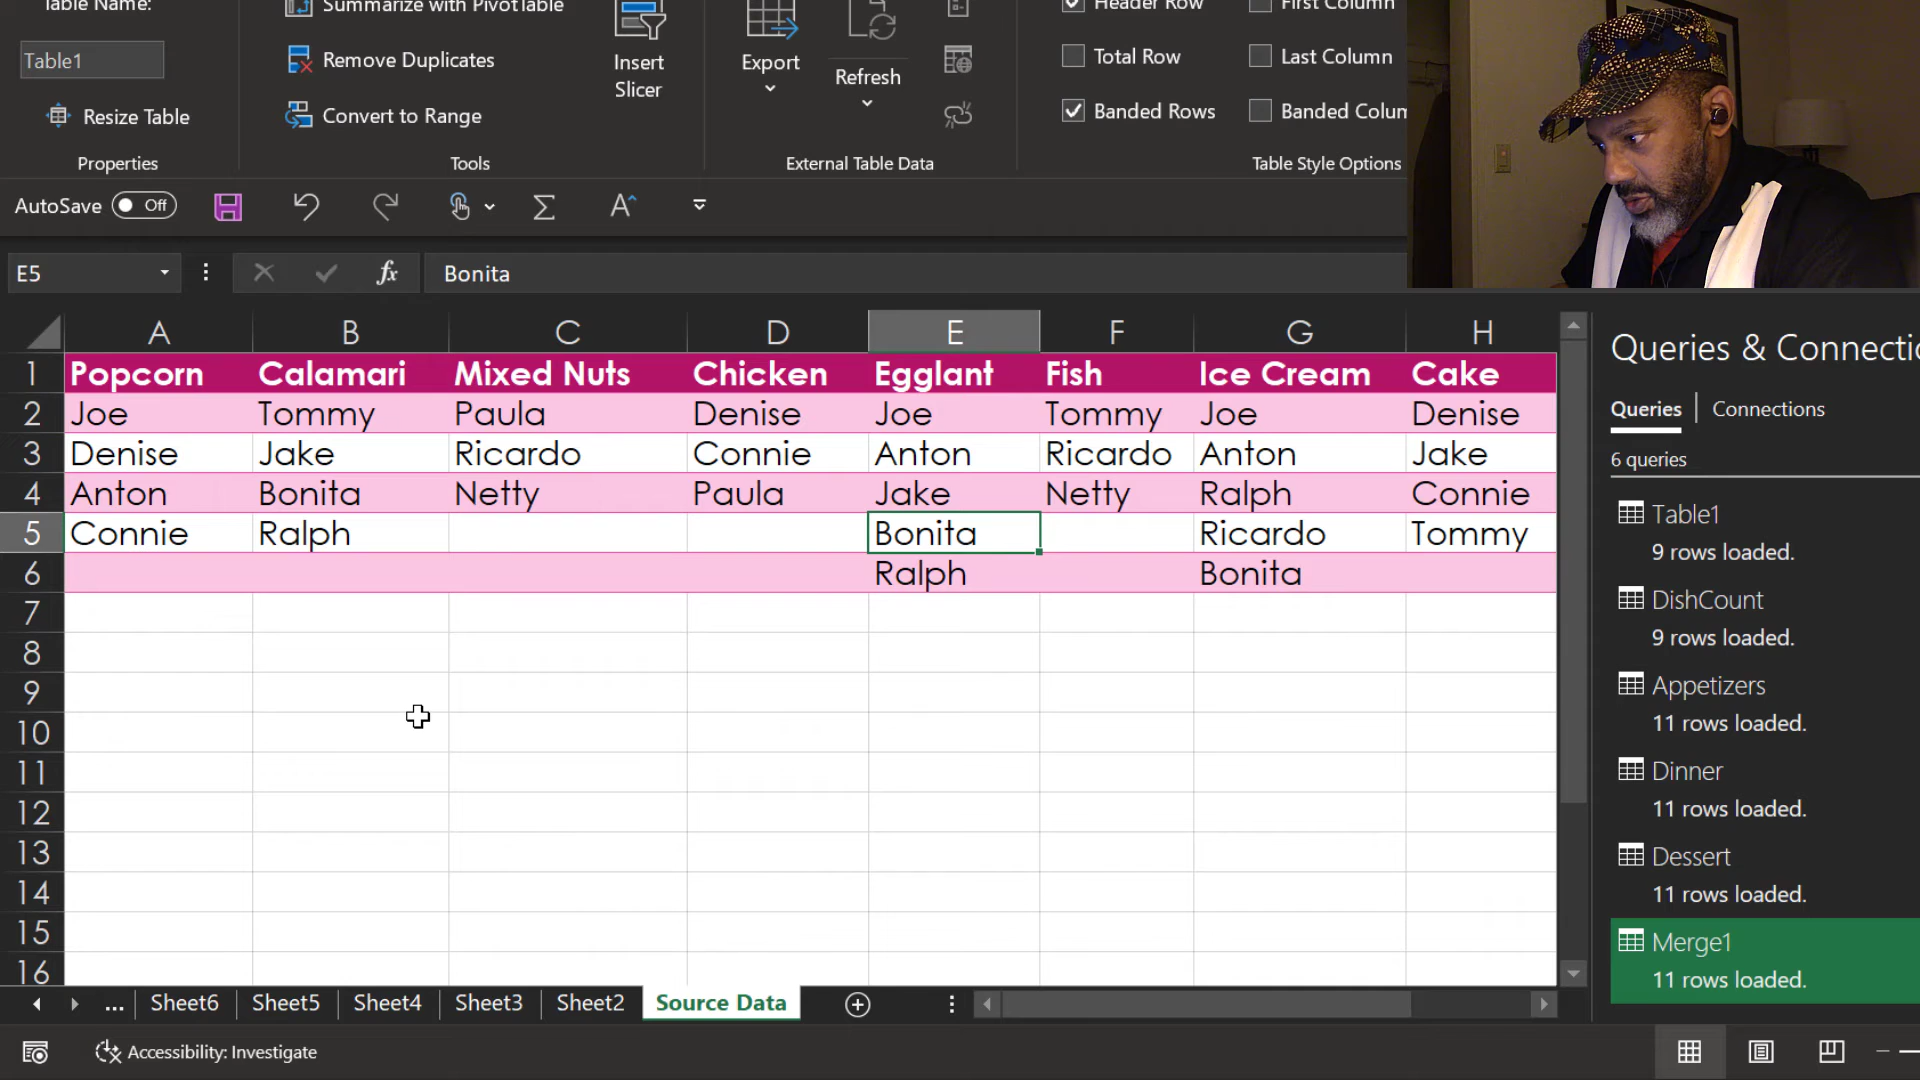 Table Name:
Table1
Resize Table
Properties
Summarize with PivotTable
Remove Duplicates
Convert to Range
Tools
Insert
Slicer
Export
Refresh
External Table Data
Header Row
First Column
Total Row
Last Column
Banded Rows
Banded Colum
Table Style Options
AutoSave Off
E5
fx
Bonita
A B C D E F G H
1 Popcorn Calamari Mixed Nuts Chicken Egglant Fish Ice Cream Cake
2 Joe Tommy Paula Denise Joe Tommy Joe Denise
3 Denise Jake Ricardo Connie Anton Ricardo Anton Jake
4 Anton Bonita Netty Paula Jake Netty Ralph Connie
5 Connie Ralph Bonita Ricardo Tommy
6 Ralph Bonita
7
8
9
10
11
12
13
14
15
16
Queries & Connectio
Queries | Connections
6 queries
Table1
9 rows loaded.
DishCount
9 rows loaded.
Appetizers
11 rows loaded.
Dinner
11 rows loaded.
Dessert
11 rows loaded.
Merge1
11 rows loaded.
... Sheet6 Sheet5 Sheet4 Sheet3 Sheet2 Source Data
Accessibility: Investigate